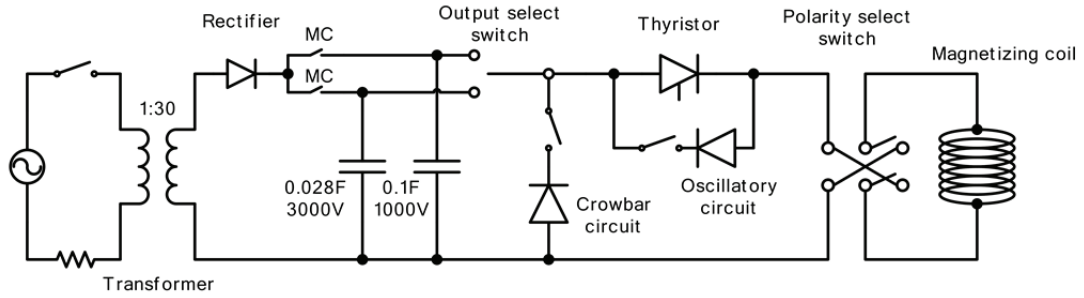 Rectifier
MC
MC
Output select
switch
Thyristor
Polarity select
switch
Magnetizing coil
1:30
0.028F
3000V
0.1F
1000V
Crowbar
circuit
Oscillatory
circuit
Transformer